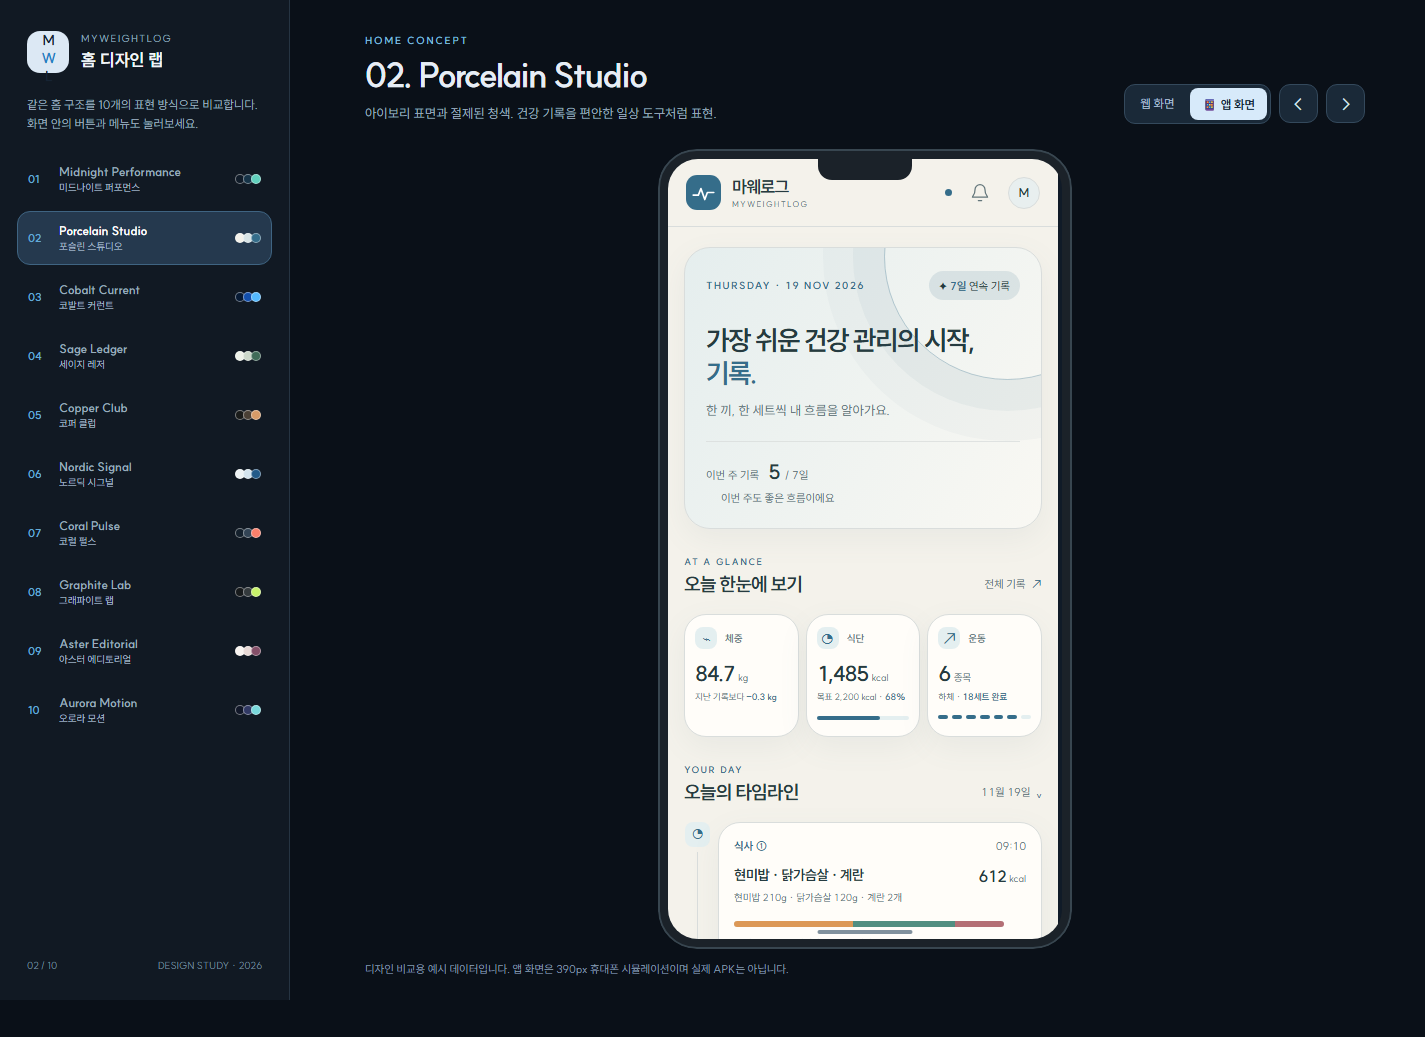 M
W
MYWEIGHTLOG
홈 디자인 랩
같은 홈 구조를 10개의 표현 방식으로 비교합니다.
화면 안의 버튼과 메뉴도 눌러보세요.
01 Midnight Performance
미드나이트 퍼포먼스
02 Porcelain Studio
포슬린 스튜디오
03 Cobalt Current
코발트 커런트
04 Sage Ledger
세이지 레저
05 Copper Club
코퍼 클럽
06 Nordic Signal
노르딕 시그널
07 Coral Pulse
코럴 펄스
08 Graphite Lab
그래파이트 랩
09 Aster Editorial
아스터 에디토리얼
10 Aurora Motion
오로라 모션
02 / 10 DESIGN STUDY · 2026
HOME CONCEPT
02. Porcelain Studio
아이보리 표면과 절제된 청색. 건강 기록을 편안한 일상 도구처럼 표현.
웹 화면 앱 화면
마웨로그
MYWEIGHTLOG
M
THURSDAY · 19 NOV 2026
✦ 7일 연속 기록
가장 쉬운 건강 관리의 시작,
기록.
한 끼, 한 세트씩 내 흐름을 알아가요.
이번 주 기록 5 / 7일
이번 주도 좋은 흐름이에요
AT A GLANCE
오늘 한눈에 보기
전체 기록 ↗
체중
84.7 kg
지난 기록보다 −0.3 kg
식단
1,485 kcal
목표 2,200 kcal · 68%
운동
6 종목
하체 · 18세트 완료
YOUR DAY
오늘의 타임라인
11월 19일
식사 ① 09:10
현미밥 · 닭가슴살 · 계란 612 kcal
현미밥 210g · 닭가슴살 120g · 계란 2개
디자인 비교용 예시 데이터입니다. 앱 화면은 390px 휴대폰 시뮬레이션이며 실제 APK는 아닙니다.